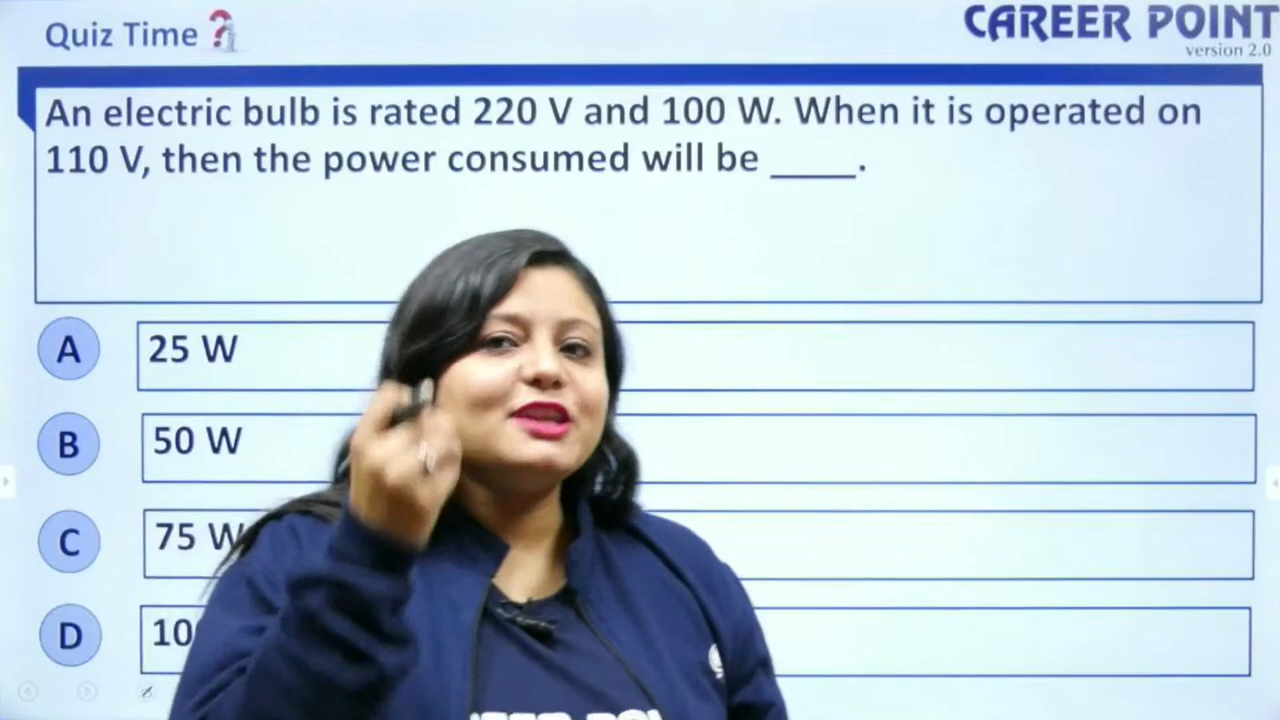 Quiz Time
CAREER POINT
version 2.0
An electric bulb is rated 220 V and 100 W. When it is operated on
110 V, then the power consumed will be _____.
A 25 W
B 50 W
C 75 W
D